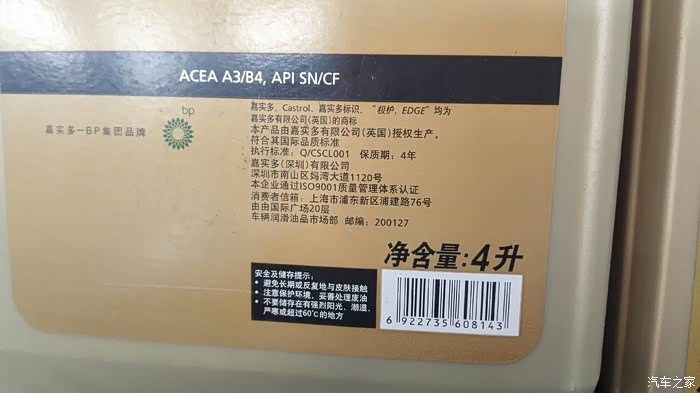 ACEA A3/B4, API SN/CF
bp
嘉实多—BP集团品牌
嘉实多、Castrol、嘉实多标识、“极护、EDGE”均为
嘉实多有限公司(英国)的商标
本产品由嘉实多有限公司(英国)授权生产,
符合其国际品质标准
执行标准: Q/CSCL001 保质期: 4年
嘉实多(深圳)有限公司
深圳市南山区妈湾大道1120号
本企业通过ISO9001质量管理体系认证
消费者信箱: 上海市浦东新区浦建路76号
由由国际广场20层
车辆润滑油品市场部 邮编: 200127
净含量:4升
安全及储存提示:
• 避免长期或反复地与皮肤接触
• 注意保护环境, 妥善处理废油
• 不要储存在有强烈阳光、潮湿、
严寒或超过60℃的地方
6 922735 608143
汽车之家